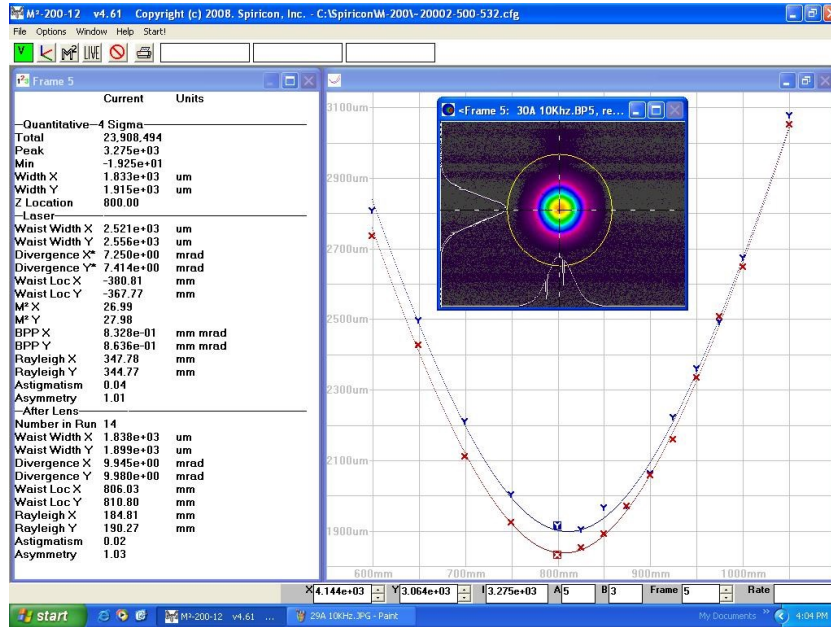 M²-200-12 v4.61 Copyright (c) 2008. Spiricon, Inc. - C:\Spiricon\M-200\~20002-500-532.cfg
File Options Window Help Start!
V M² LIVE
Frame 5
Current Units
Quantitative—4 Sigma
Total 23,908,494
Peak 3.275e+03
Min -1.925e+01
Width X 1.833e+03 um
Width Y 1.915e+03 um
Z Location 800.00
Laser
Waist Width X 2.521e+03 um
Waist Width Y 2.556e+03 um
Divergence X* 7.250e+00 mrad
Divergence Y* 7.414e+00 mrad
Waist Loc X -380.81 mm
Waist Loc Y -367.77 mm
M² X 26.99
M² Y 27.98
BPP X 8.328e-01 mm mrad
BPP Y 8.636e-01 mm mrad
Rayleigh X 347.78 mm
Rayleigh Y 344.77 mm
Astigmatism 0.04
Asymmetry 1.01
After Lens
Number in Run 14
Waist Width X 1.838e+03 um
Waist Width Y 1.899e+03 um
Divergence X 9.945e+00 mrad
Divergence Y 9.980e+00 mrad
Waist Loc X 806.03 mm
Waist Loc Y 810.80 mm
Rayleigh X 184.81 mm
Rayleigh Y 190.27 mm
Astigmatism 0.02
Asymmetry 1.03
<Frame 5: 30A 10Khz.BP5, re...
3100um
2900um
2700um
2500um
2300um
2100um
1900um
600mm 700mm 800mm 900mm 1000mm
X 4.144e+03 Y 3.064e+03 I 3.275e+03 A 5 B 3 Frame 5 Rate
start M²-200-12 v4.61 ... 29A 10KHz.JPG - Paint My Documents » 4:04 PM